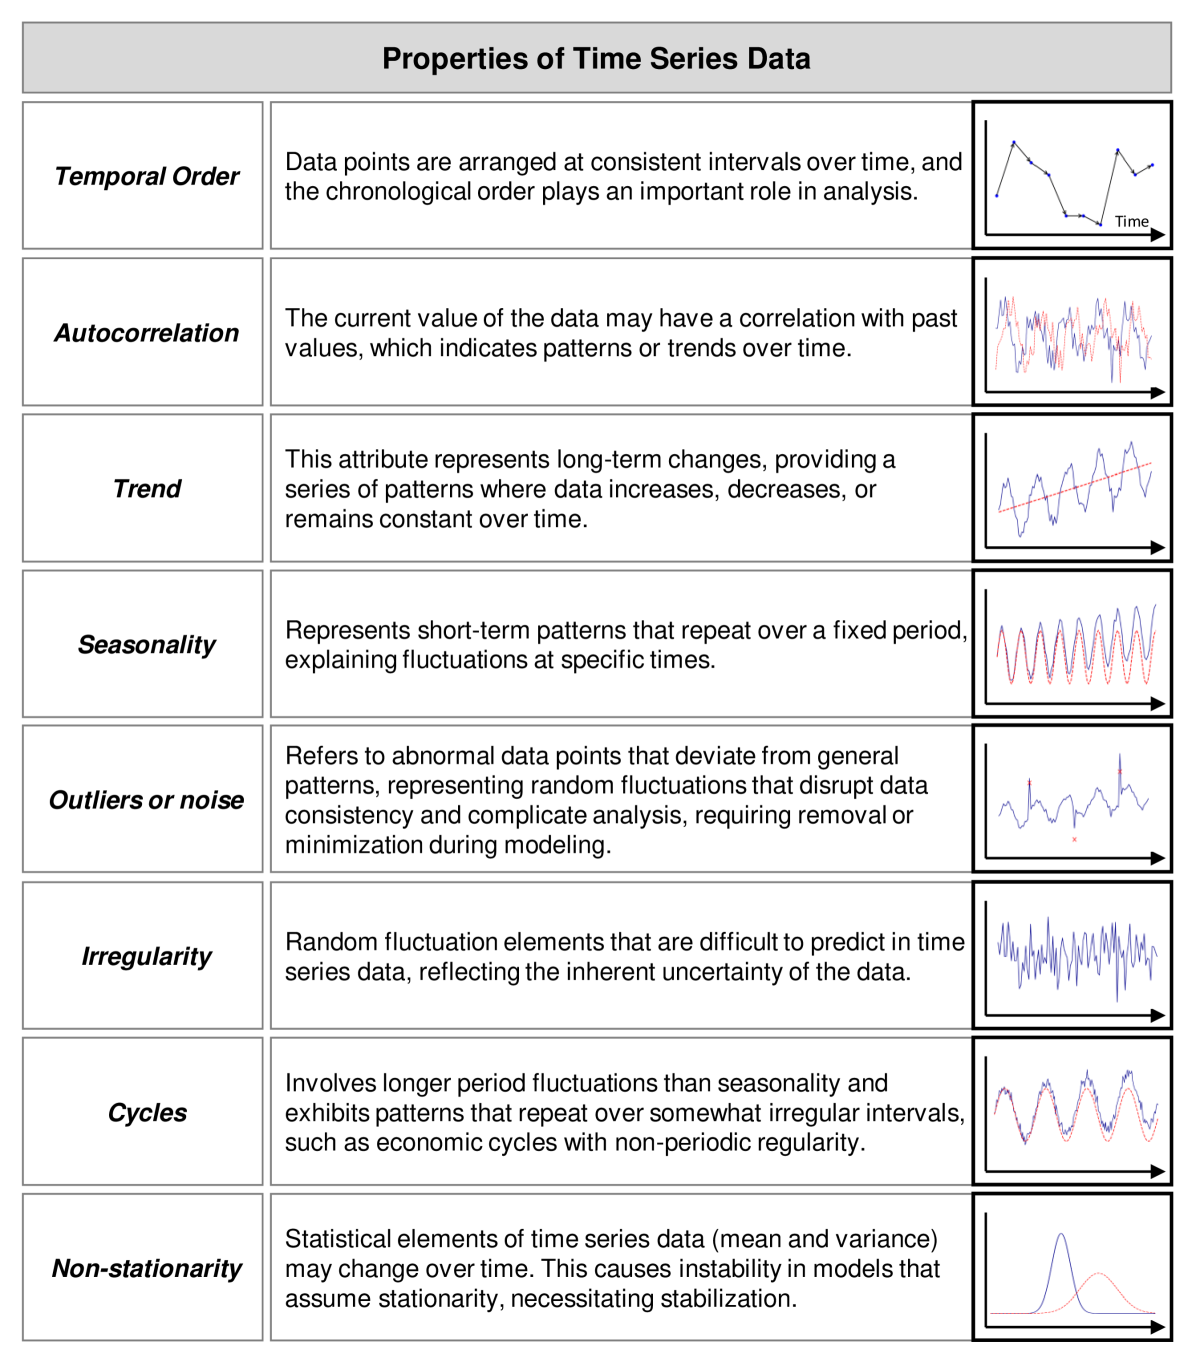 Properties of Time Series Data
Temporal Order
Data points are arranged at consistent intervals over time, and
the chronological order plays an important role in analysis.
Time
Autocorrelation
The current value of the data may have a correlation with past
values, which indicates patterns or trends over time.
Trend
This attribute represents long-term changes, providing a
series of patterns where data increases, decreases, or
remains constant over time.
Seasonality
Represents short-term patterns that repeat over a fixed period,
explaining fluctuations at specific times.
Outliers or noise
Refers to abnormal data points that deviate from general
patterns, representing random fluctuations that disrupt data
consistency and complicate analysis, requiring removal or
minimization during modeling.
Irregularity
Random fluctuation elements that are difficult to predict in time
series data, reflecting the inherent uncertainty of the data.
Cycles
Involves longer period fluctuations than seasonality and
exhibits patterns that repeat over somewhat irregular intervals,
such as economic cycles with non-periodic regularity.
Non-stationarity
Statistical elements of time series data (mean and variance)
may change over time. This causes instability in models that
assume stationarity, necessitating stabilization.